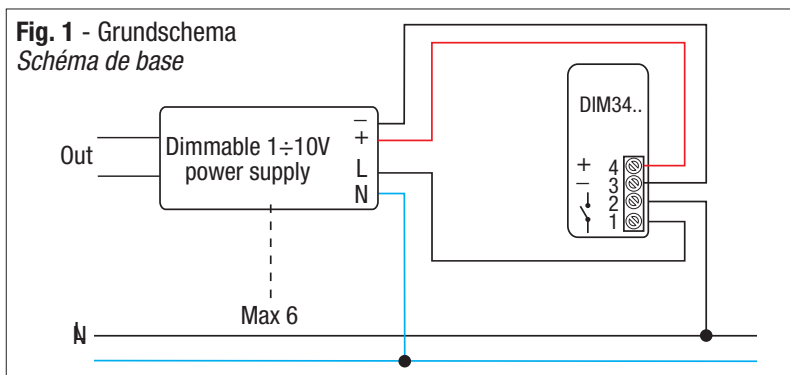 Fig. 1 - Grundschema
Schéma de base
Out
Dimmable 1÷10V
power supply
–
+
L
N
Max 6
DIM34..
+ 4
– 3
2
1
L
N